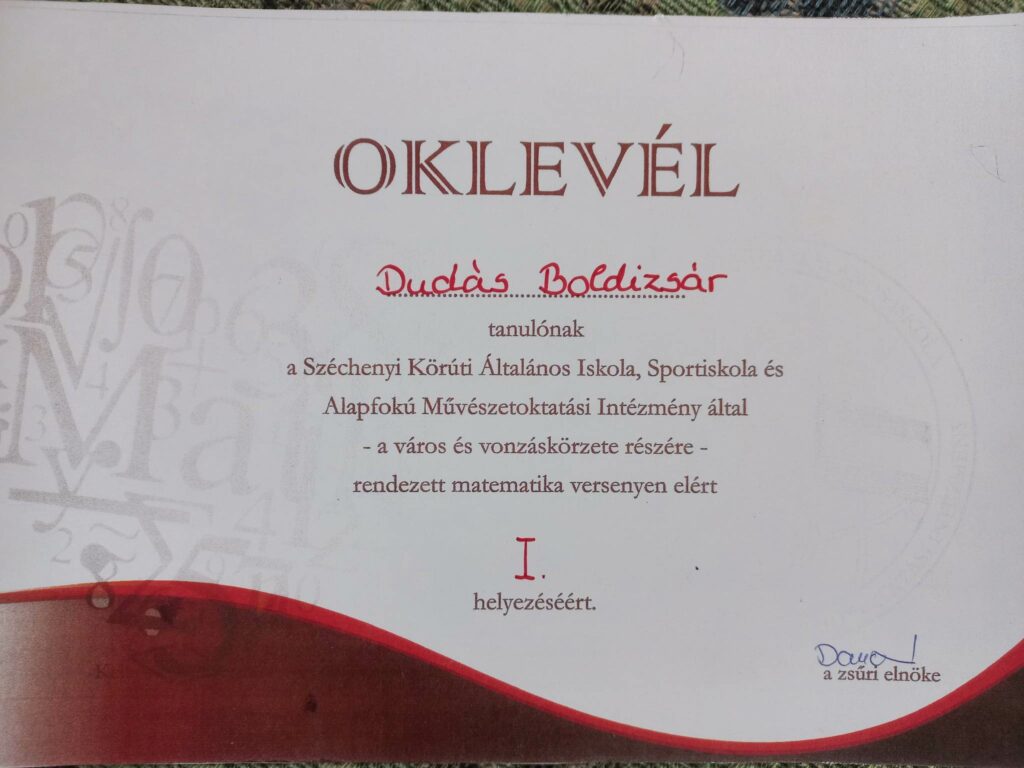 OKLEVÉL
Dudás Boldizsár
tanulónak
a Széchenyi Körúti Általános Iskola, Sportiskola és
Alapfokú Művészetoktatási Intézmény által
- a város és vonzáskörzete részére -
rendezett matematika versenyen elért
I.
helyezéséért.
a zsűri elnöke